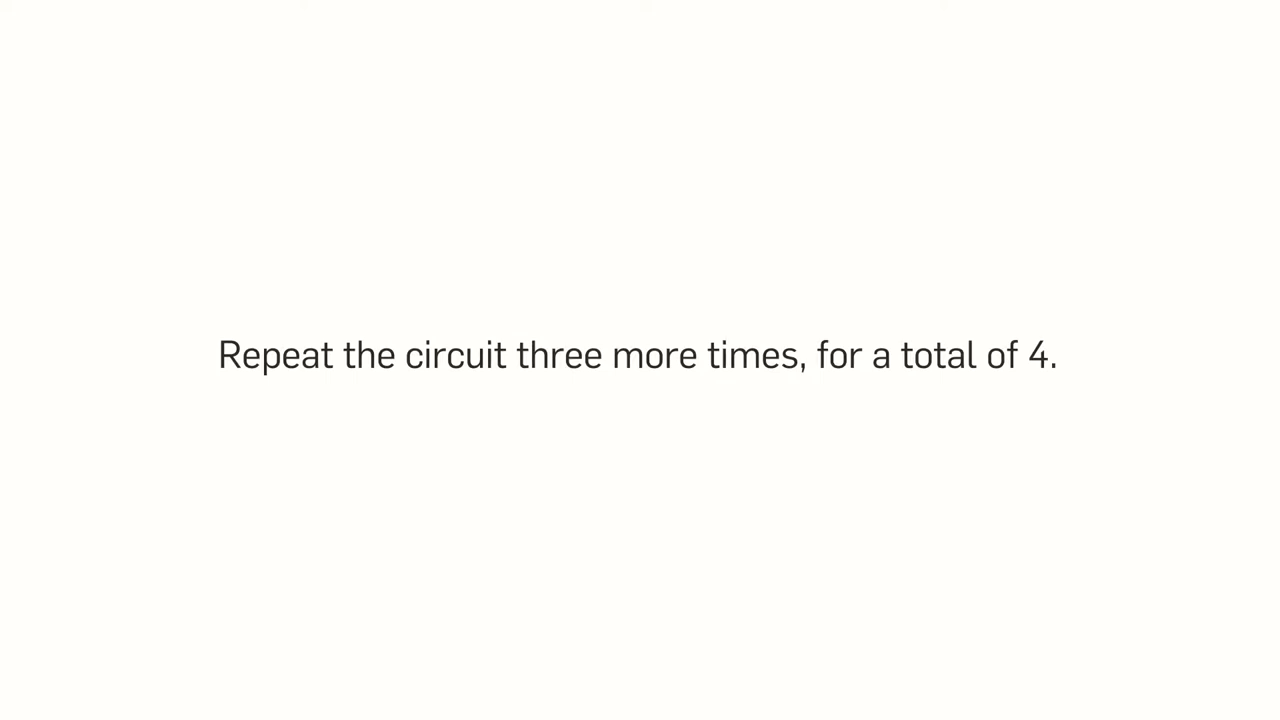 Repeat the circuit three more times, for a total of 4.